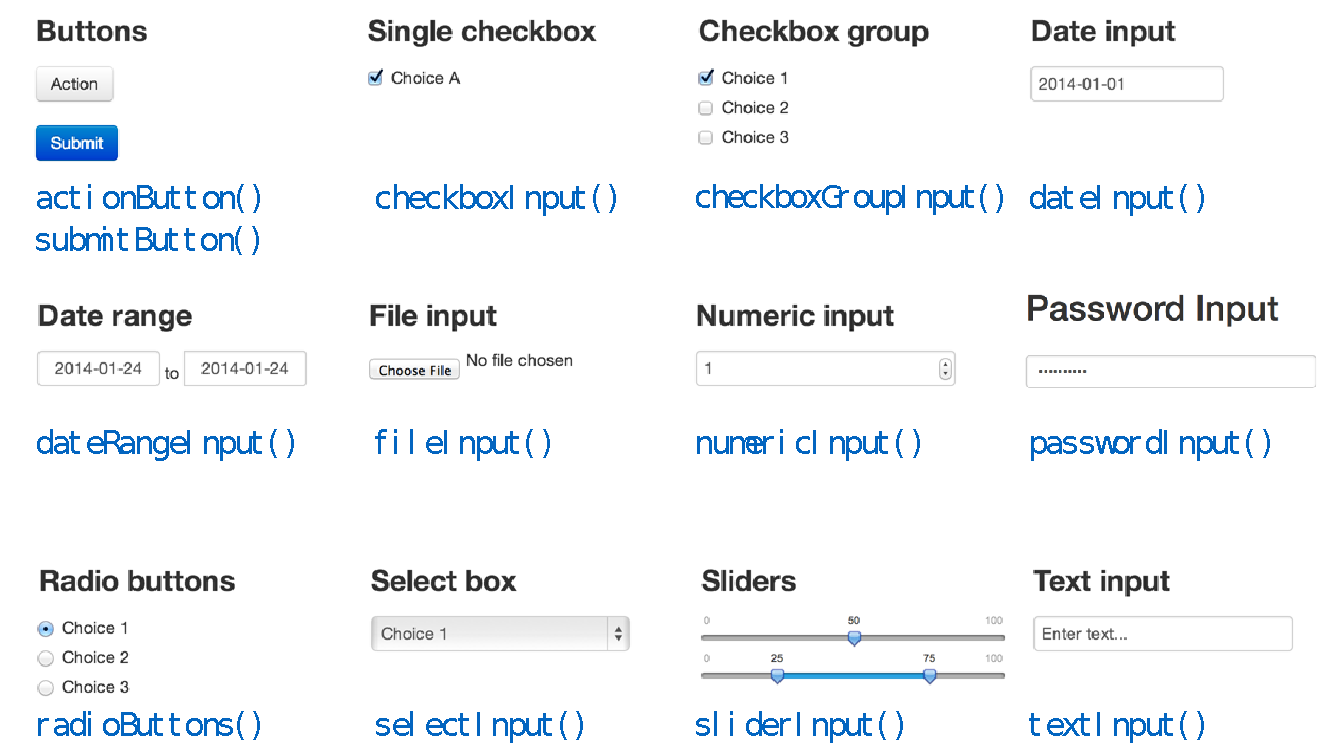 Buttons
Action
Submit
actionButton()
submitButton()
Single checkbox
Choice A
checkboxInput()
Checkbox group
Choice 1
Choice 2
Choice 3
checkboxGroupInput()
Date input
2014-01-01
dateInput()
Date range
2014-01-24 to 2014-01-24
dateRangeInput()
File input
Choose File No file chosen
fileInput()
Numeric input
1
numericInput()
Password Input
••••••••••
passwordInput()
Radio buttons
Choice 1
Choice 2
Choice 3
radioButtons()
Select box
Choice 1
selectInput()
Sliders
0 50 100
0 25 75 100
sliderInput()
Text input
Enter text...
textInput()